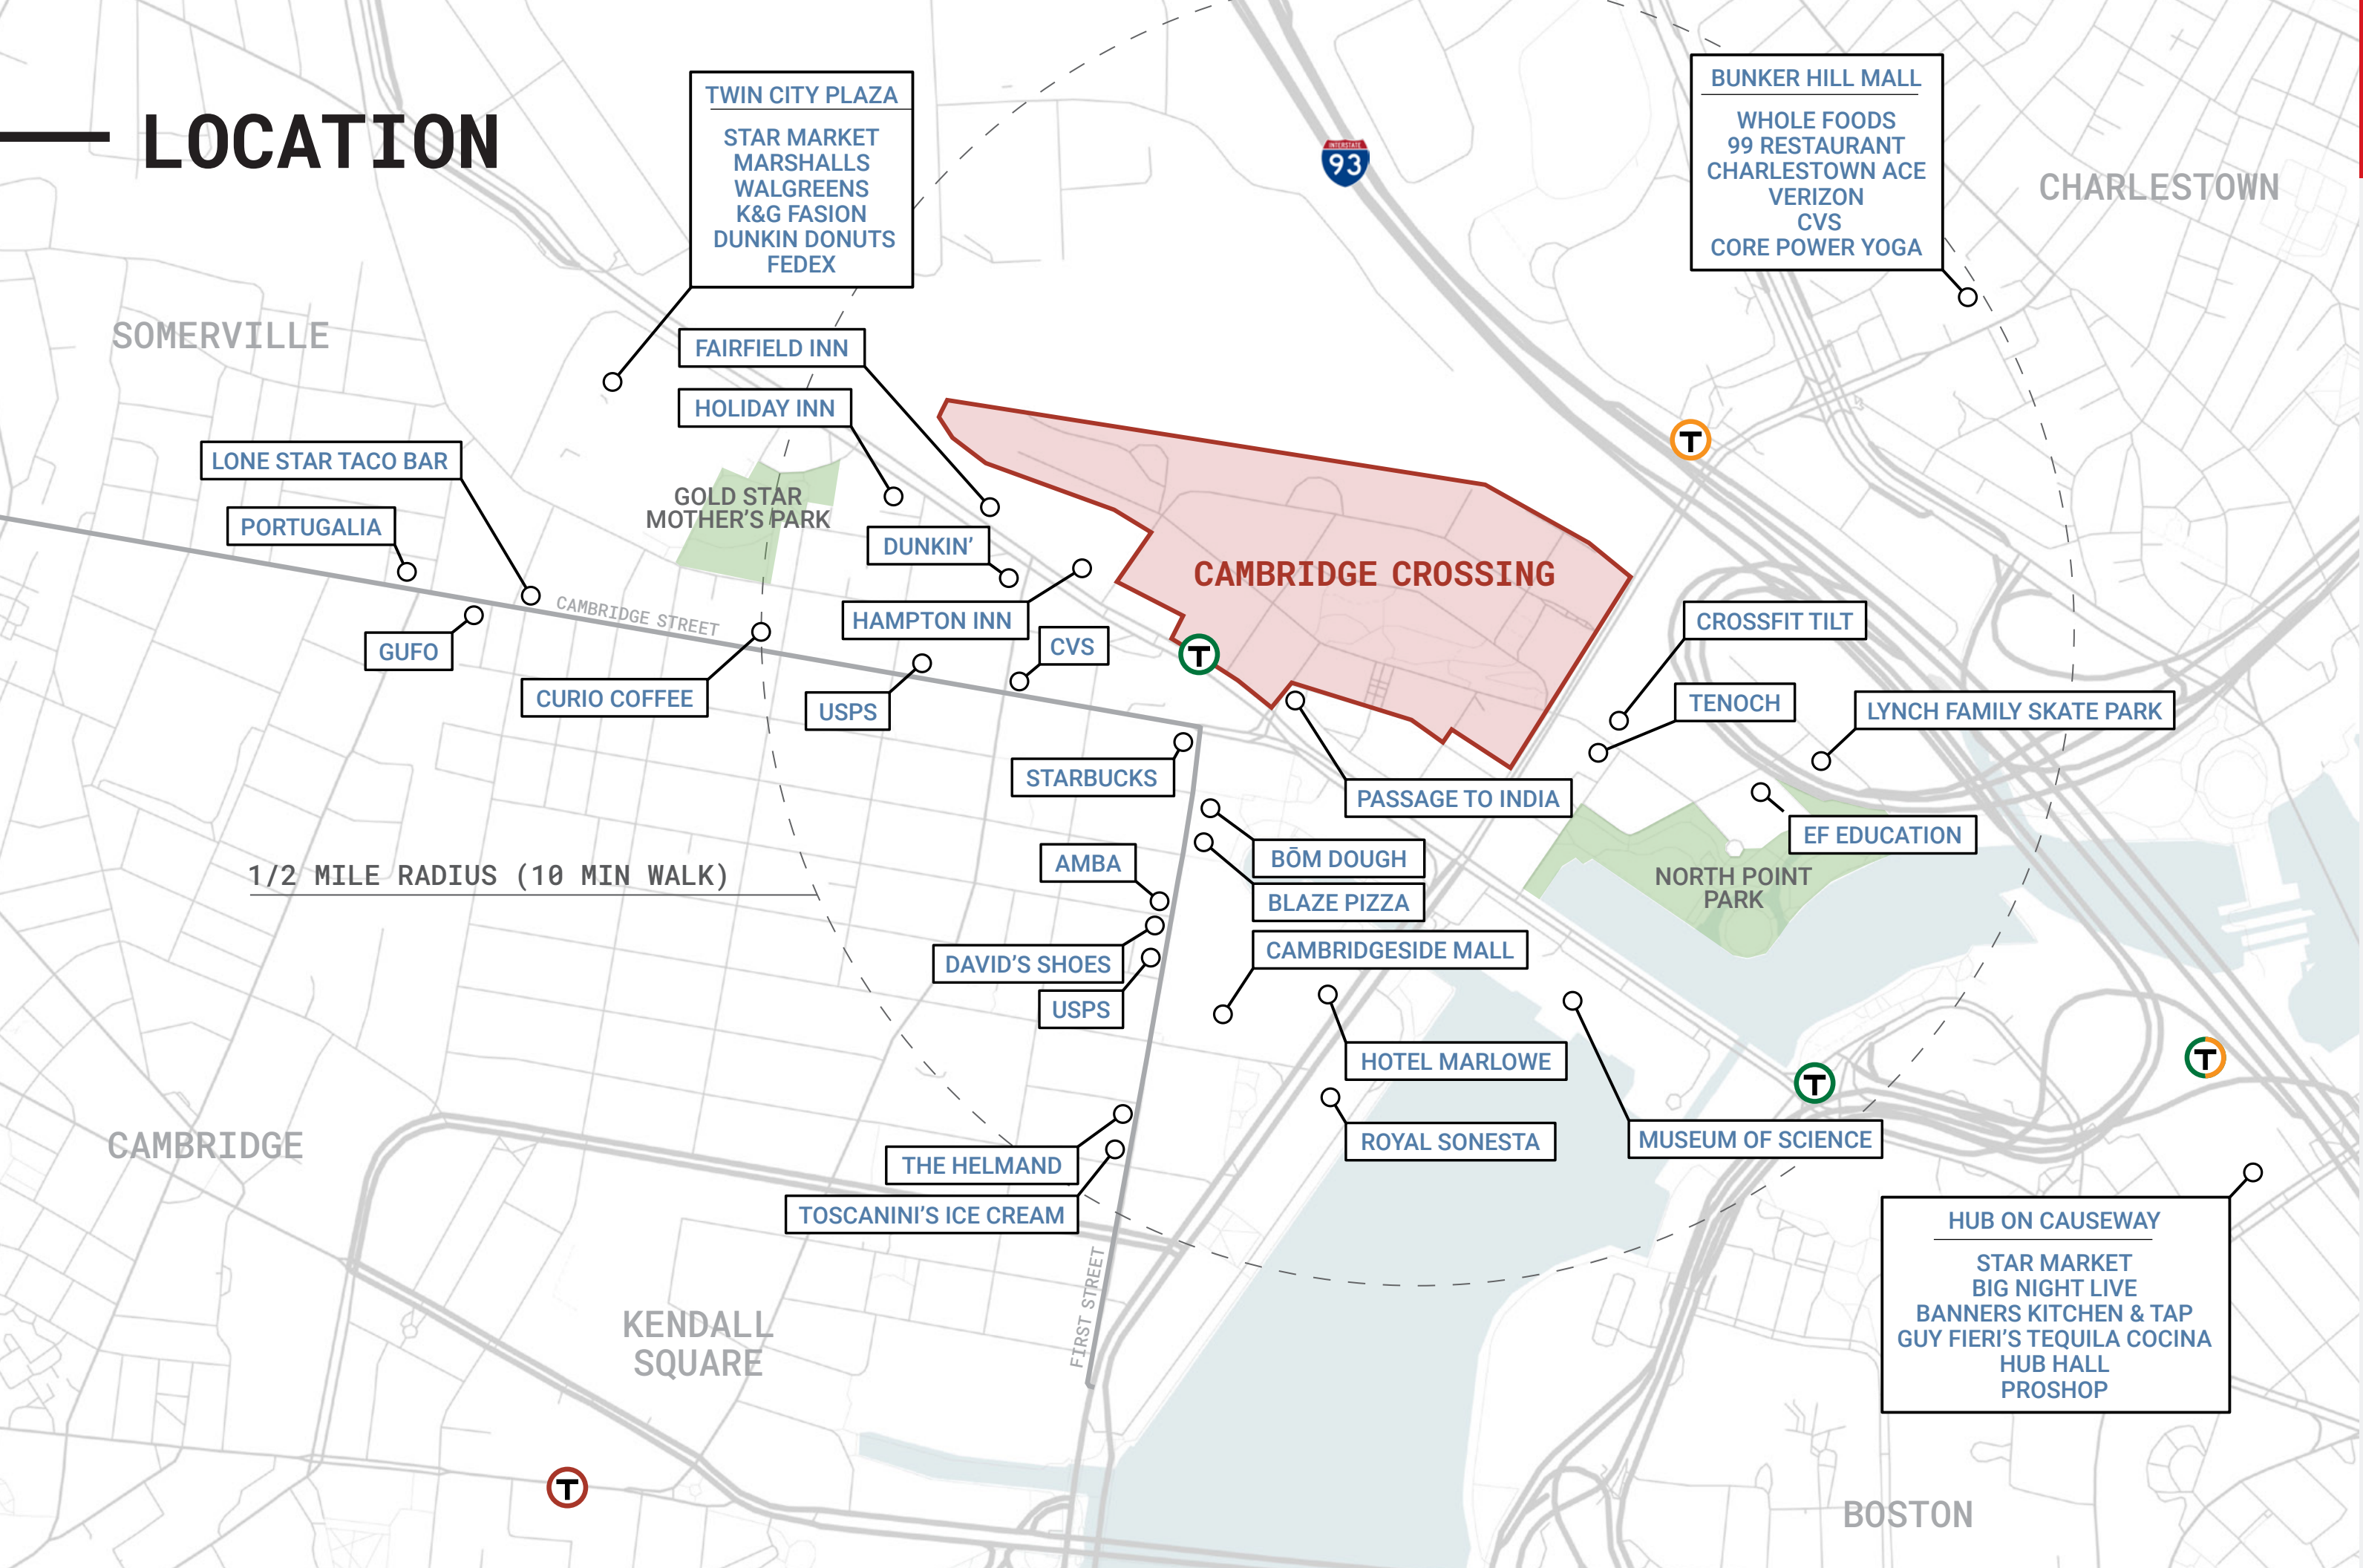 LOCATION
TWIN CITY PLAZA
STAR MARKET
MARSHALLS
WALGREENS
K&G FASION
DUNKIN DONUTS
FEDEX
INTERSTATE
93
BUNKER HILL MALL
WHOLE FOODS
99 RESTAURANT
CHARLESTOWN ACE
VERIZON
CVS
CORE POWER YOGA
CHARLESTOWN
SOMERVILLE
FAIRFIELD INN
HOLIDAY INN
T
LONE STAR TACO BAR
PORTUGALIA
GOLD STAR
MOTHER'S PARK
DUNKIN'
CAMBRIDGE CROSSING
CAMBRIDGE STREET
HAMPTON INN
CVS
T
GUFO
CURIO COFFEE
USPS
CROSSFIT TILT
TENOCH
LYNCH FAMILY SKATE PARK
STARBUCKS
PASSAGE TO INDIA
EF EDUCATION
NORTH POINT
PARK
1/2 MILE RADIUS (10 MIN WALK)
AMBA
BŌM DOUGH
BLAZE PIZZA
DAVID'S SHOES
CAMBRIDGESIDE MALL
USPS
HOTEL MARLOWE
T
T
CAMBRIDGE
ROYAL SONESTA
MUSEUM OF SCIENCE
THE HELMAND
TOSCANINI'S ICE CREAM
FIRST STREET
KENDALL
SQUARE
HUB ON CAUSEWAY
STAR MARKET
BIG NIGHT LIVE
BANNERS KITCHEN & TAP
GUY FIERI'S TEQUILA COCINA
HUB HALL
PROSHOP
T
BOSTON